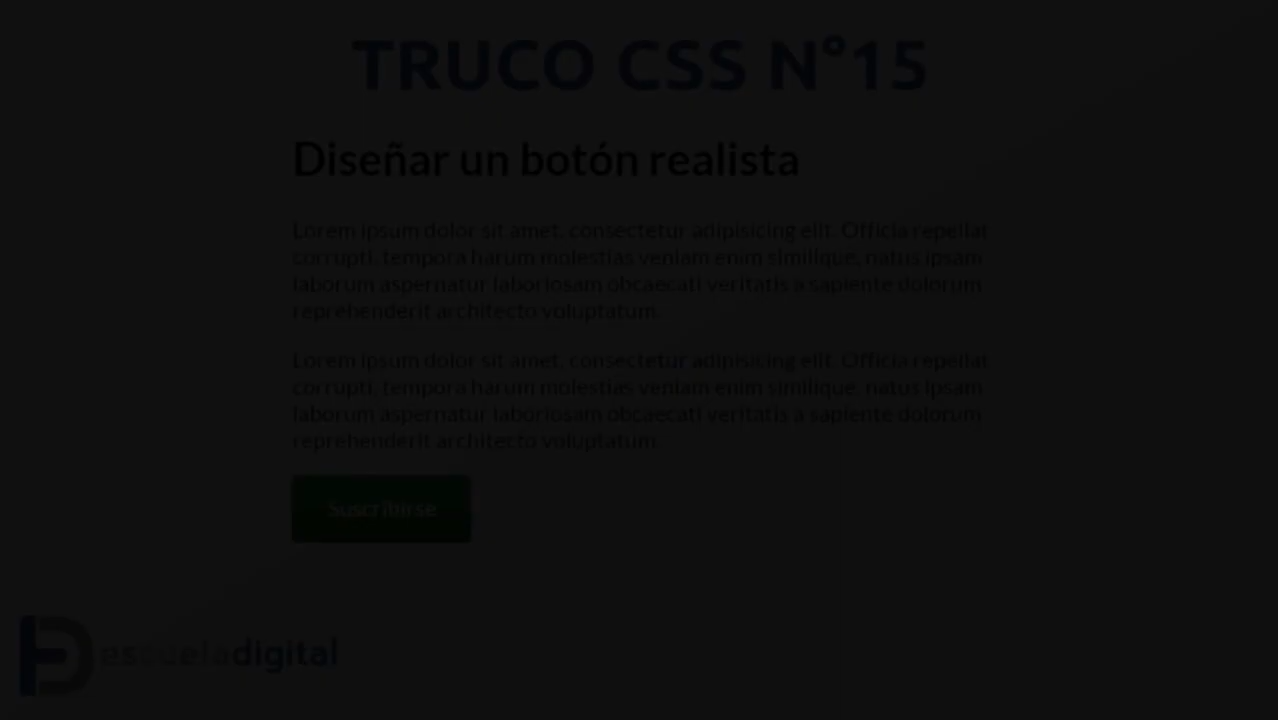 TRUCO CSS N°15
Diseñar un botón realista
Lorem ipsum dolor sit amet, consectetur adipisicing elit. Officia repellat
corrupti, tempora harum molestias veniam enim similique, natus ipsam
laborum aspernatur laboriosam obcaecati veritatis a sapiente dolorum
reprehenderit architecto voluptatum.
Lorem ipsum dolor sit amet, consectetur adipisicing elit. Officia repellat
corrupti, tempora harum molestias veniam enim similique, natus ipsam
laborum aspernatur laboriosam obcaecati veritatis a sapiente dolorum
reprehenderit architecto voluptatum.
Suscribirse
escueladigital